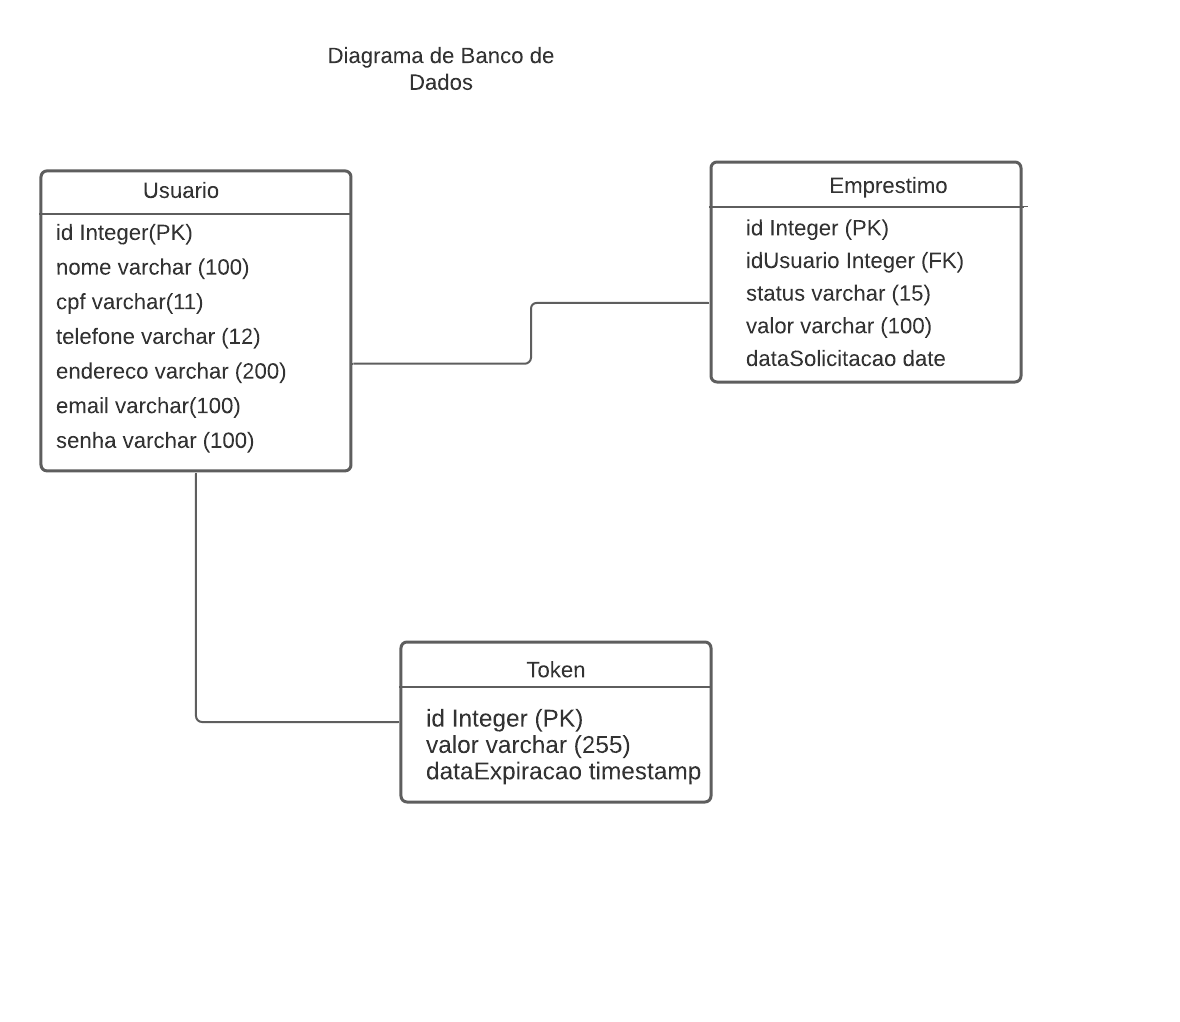 Diagrama de Banco de
Dados
Usuario
id Integer(PK)
nome varchar (100)
cpf varchar(11)
telefone varchar (12)
endereco varchar (200)
email varchar(100)
senha varchar (100)
Emprestimo
id Integer (PK)
idUsuario Integer (FK)
status varchar (15)
valor varchar (100)
dataSolicitacao date
Token
id Integer (PK)
valor varchar (255)
dataExpiracao timestamp